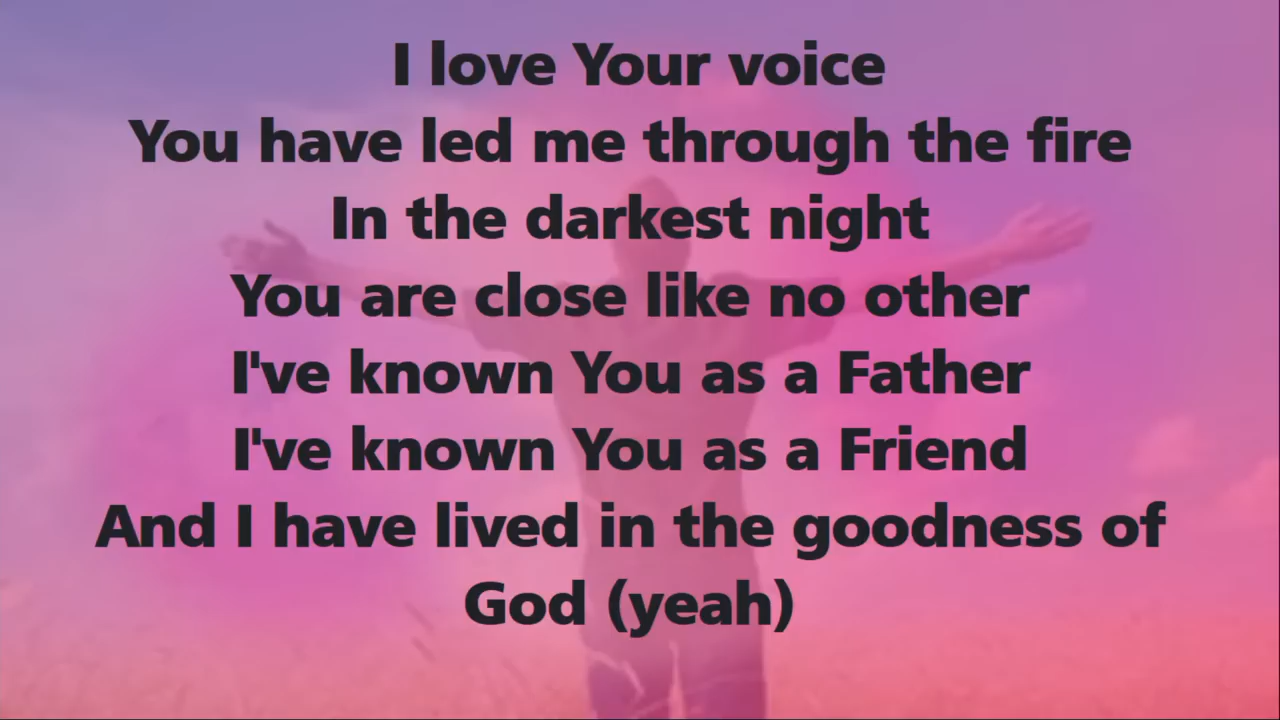 I love Your voice
You have led me through the fire
In the darkest night
You are close like no other
I've known You as a Father
I've known You as a Friend
And I have lived in the goodness of
God (yeah)